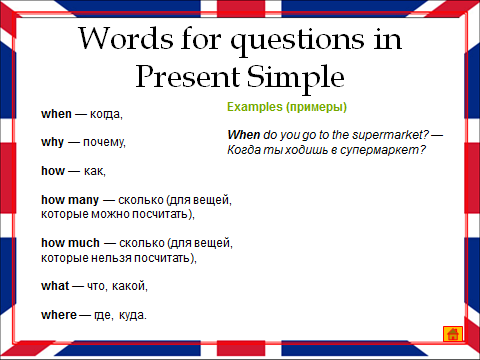 Words for questions in
Present Simple
when — когда,
why — почему,
how — как,
how many — сколько (для вещей,
которые можно посчитать),
how much — сколько (для вещей,
которые нельзя посчитать),
what — что, какой,
where — где, куда.
Examples (примеры)
When do you go to the supermarket? —
Когда ты ходишь в супермаркет?